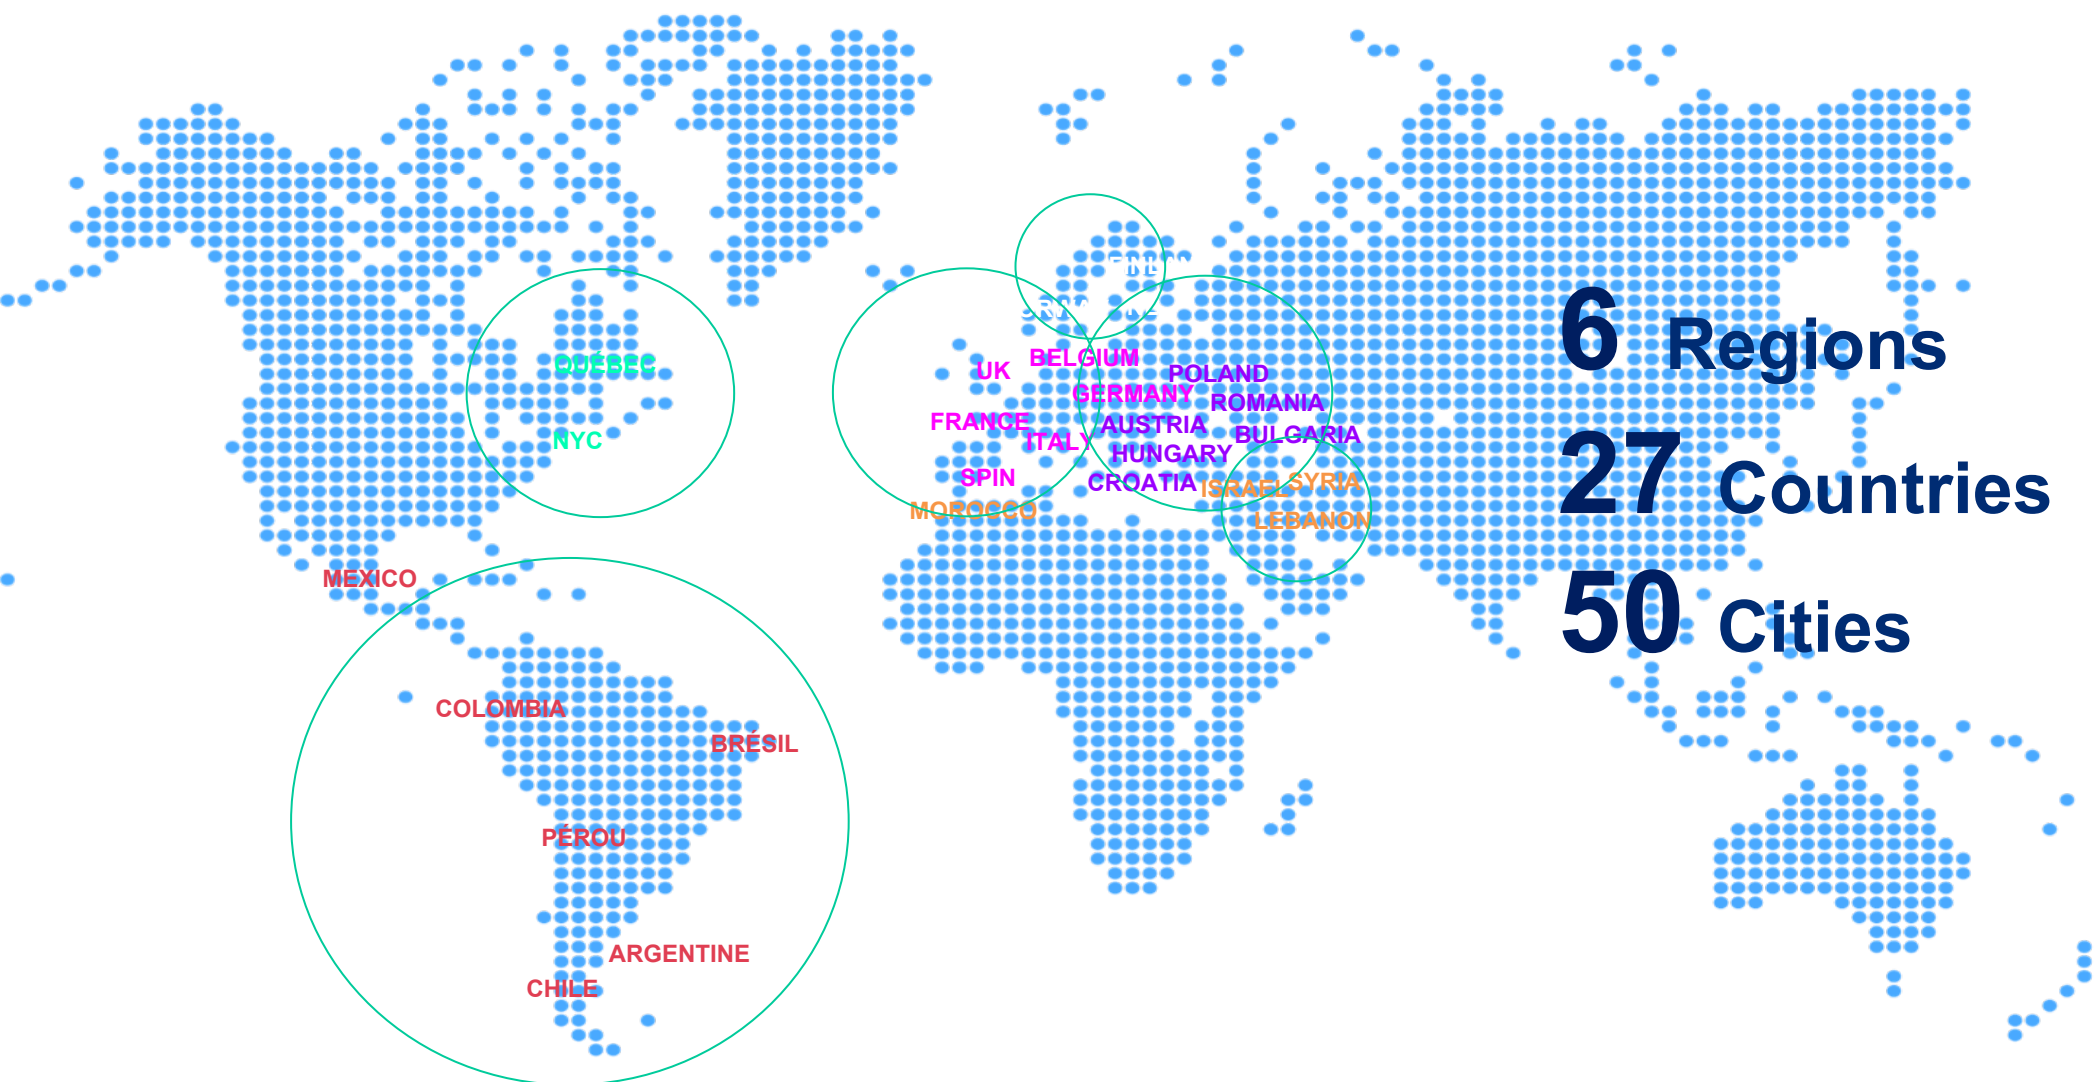 6 Regions
27 Countries
50 Cities
QUÉBEC
NYC
UK
BELGIUM
GERMANY
FRANCE
ITALY
SPIN
MOROCCO
POLAND
ROMANIA
AUSTRIA
BULGARIA
HUNGARY
CROATIA
ISRAEL
SYRIA
LEBANON
MEXICO
COLOMBIA
BRÉSIL
PÉROU
ARGENTINE
CHILE